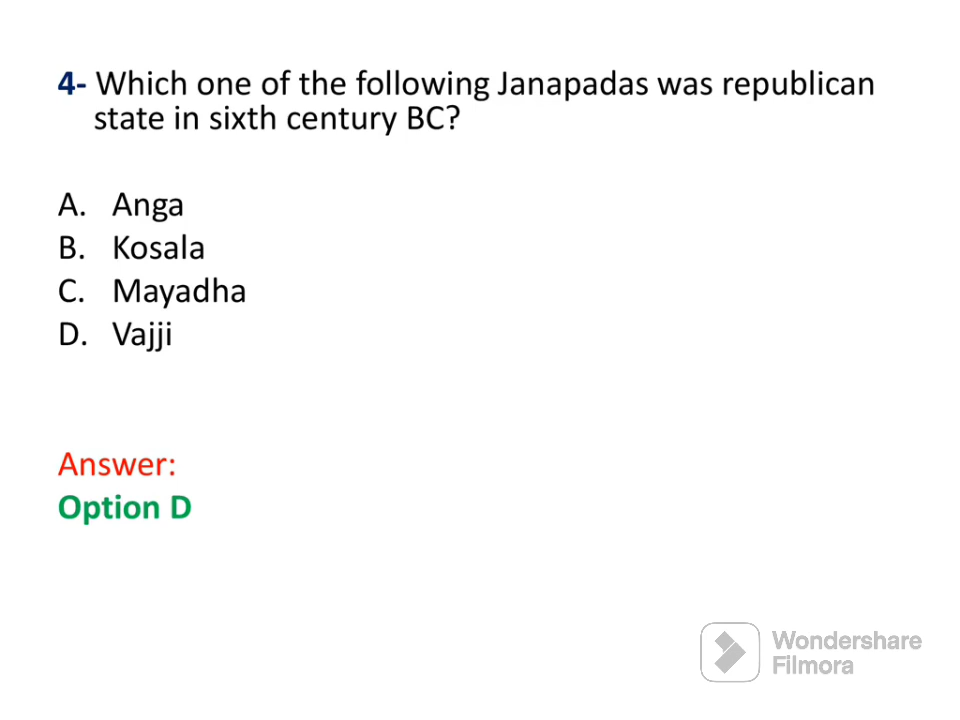 4- Which one of the following Janapadas was republican
state in sixth century BC?
A. Anga
B. Kosala
C. Mayadha
D. Vajji
Answer:
Option D
Wondershare
Filmora